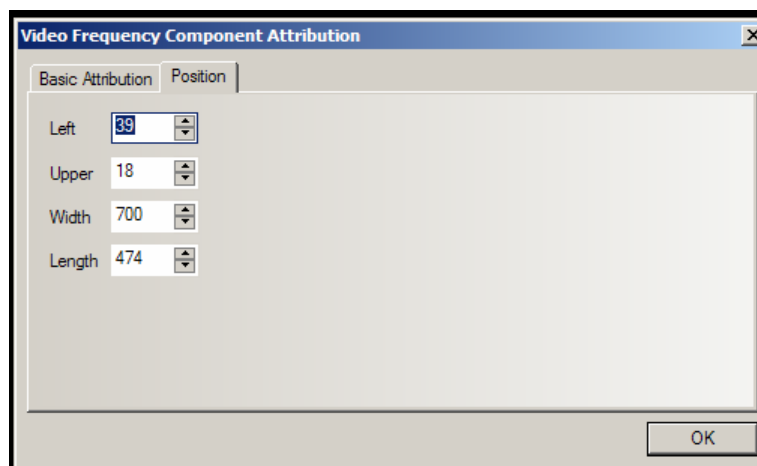 Video Frequency Component Attribution
Basic Attribution Position
Left 39
Upper 18
Width 700
Length 474
OK